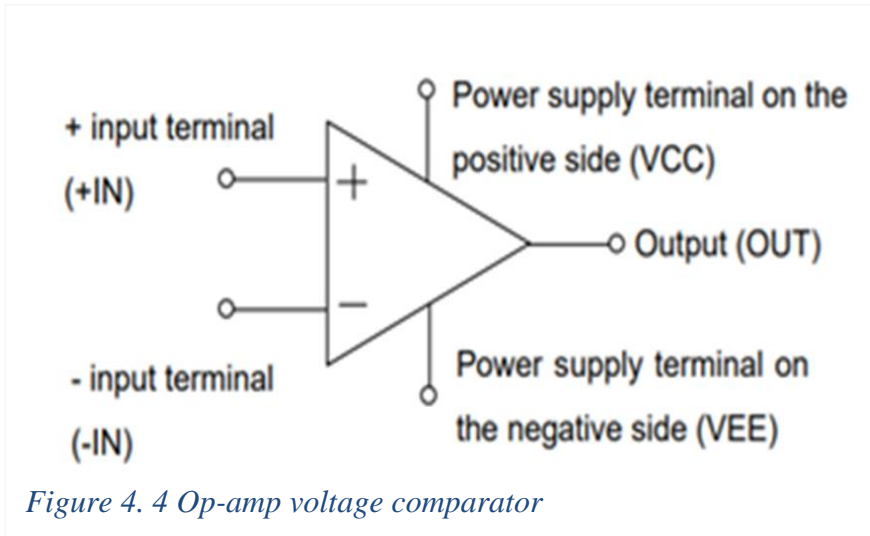 + input terminal
(+IN)
+
Power supply terminal on the
positive side (VCC)
Output (OUT)
−
- input terminal
(-IN)
Power supply terminal on
the negative side (VEE)
Figure 4. 4 Op-amp voltage comparator